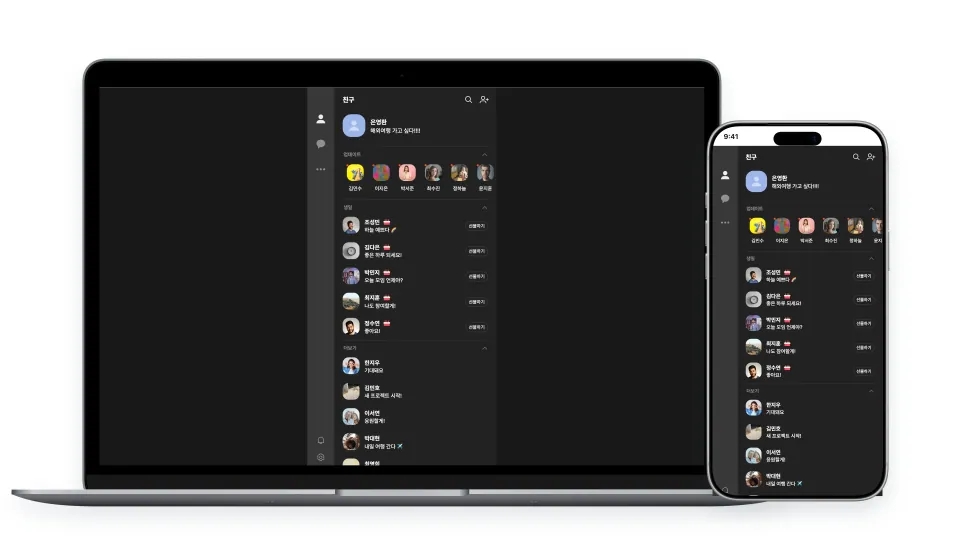 친구
은영환
해외여행 가고 싶다!!!!
업데이트
김민수 이지은 박서준 최수진 정하늘 윤지훈
생일
조성민
하늘 예쁘다 🚀
선물하기
김다은
좋은 하루 되세요!
선물하기
박민지
오늘 모임 언제야?
선물하기
최지훈
나도 참여할게!
선물하기
정수연
좋아요!
선물하기
더보기
한지우
기대돼요
김민호
새 프로젝트 시작!
이서연
응원할게!
박대현
내일 여행 간다 ✈️
9:41
친구
은영환
해외여행 가고 싶다!!!!
업데이트
김민수 이지은 박서준 최수진 정하늘 윤지
생일
조성민
하늘 예쁘다 🚀
선물하기
김다은
좋은 하루 되세요!
선물하기
박민지
오늘 모임 언제야?
선물하기
최지훈
나도 참여할게!
선물하기
정수연
좋아요!
선물하기
더보기
한지우
기대돼요
김민호
새 프로젝트 시작!
이서연
응원할게!
박대현
내일 여행 간다 ✈️